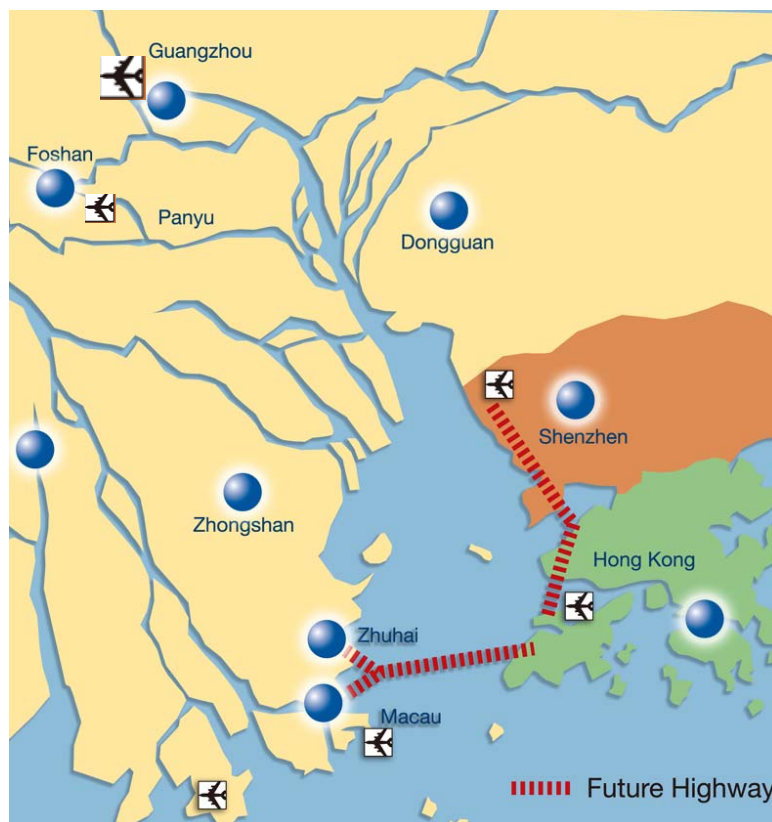 Guangzhou
Foshan
Panyu
Dongguan
Shenzhen
Zhongshan
Hong Kong
Zhuhai
Macau
Future Highway